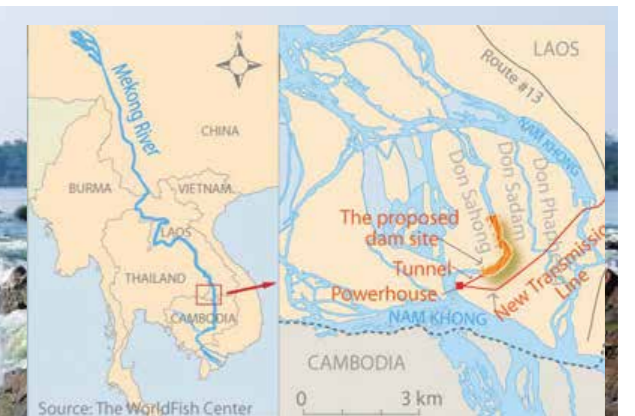 N
Mekong River
CHINA
BURMA
VIETNAM
LAOS
THAILAND
CAMBODIA
Source: The WorldFish Center
LAOS
Route #13
NAM KHONG
Don Sahong
Don Sadam
Don Phapheng
The proposed
dam site
Tunnel
Powerhouse
New Transmission
Line
NAM KHONG
CAMBODIA
0 3 km